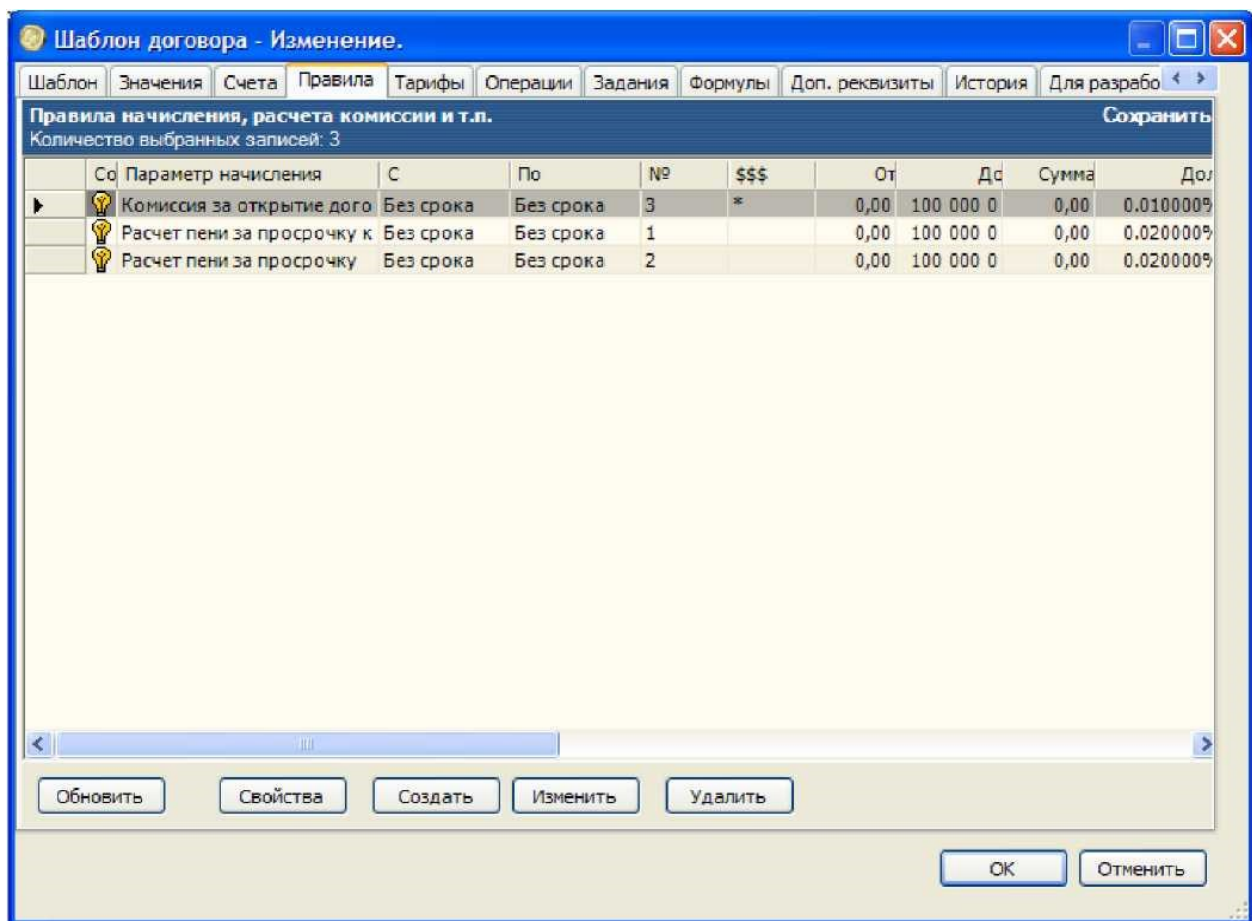 Шаблон договора - Изменение.
Шаблон Значения Счета Правила Тарифы Операции Задания Формулы Доп. реквизиты История Для разрабо
Правила начисления, расчета комиссии и т.п. Сохранить
Количество выбранных записей: 3
Со Параметр начисления С По № $$$ От До Сумма Дол
Комиссия за открытие дого Без срока Без срока 3 * 0,00 100 000 0 0,00 0.010000%
Расчет пени за просрочку к Без срока Без срока 1 0,00 100 000 0 0,00 0.020000%
Расчет пени за просрочку Без срока Без срока 2 0,00 100 000 0 0,00 0.020000%
Обновить Свойства Создать Изменить Удалить
ОК Отменить